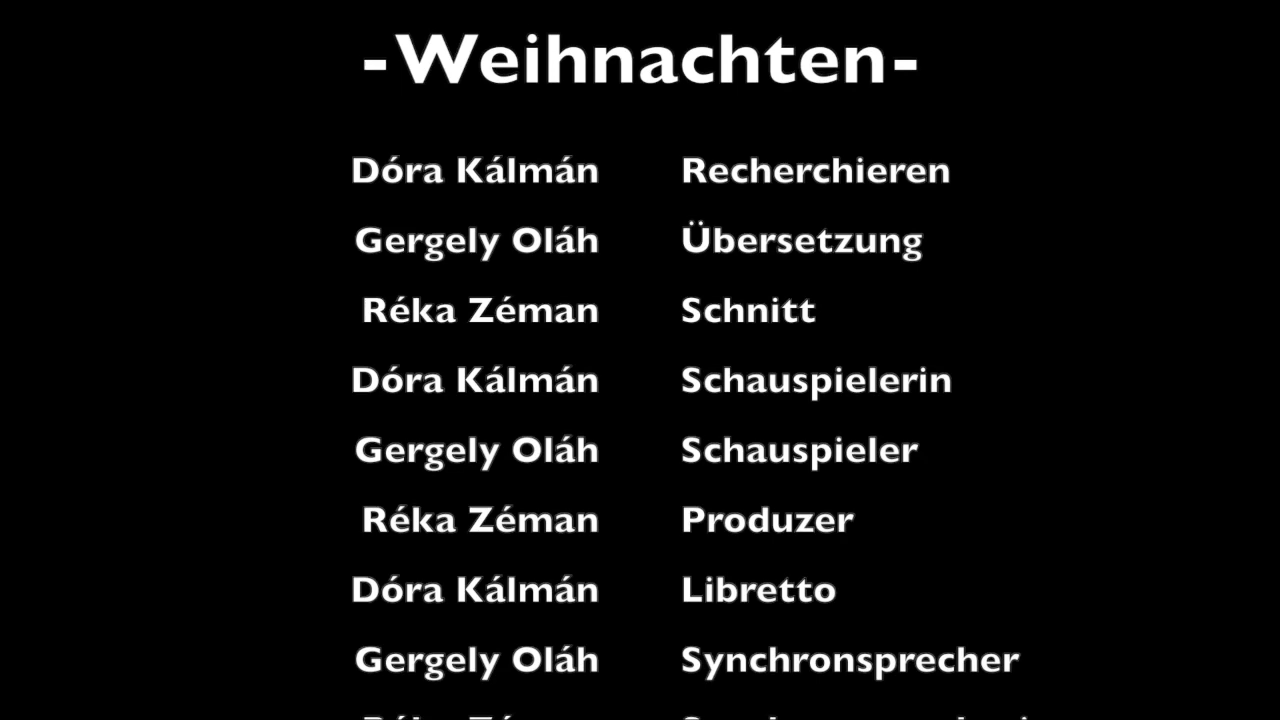 -Weihnachten-
Dóra Kálmán Recherchieren
Gergely Oláh Übersetzung
Réka Zéman Schnitt
Dóra Kálmán Schauspielerin
Gergely Oláh Schauspieler
Réka Zéman Produzer
Dóra Kálmán Libretto
Gergely Oláh Synchronsprecher